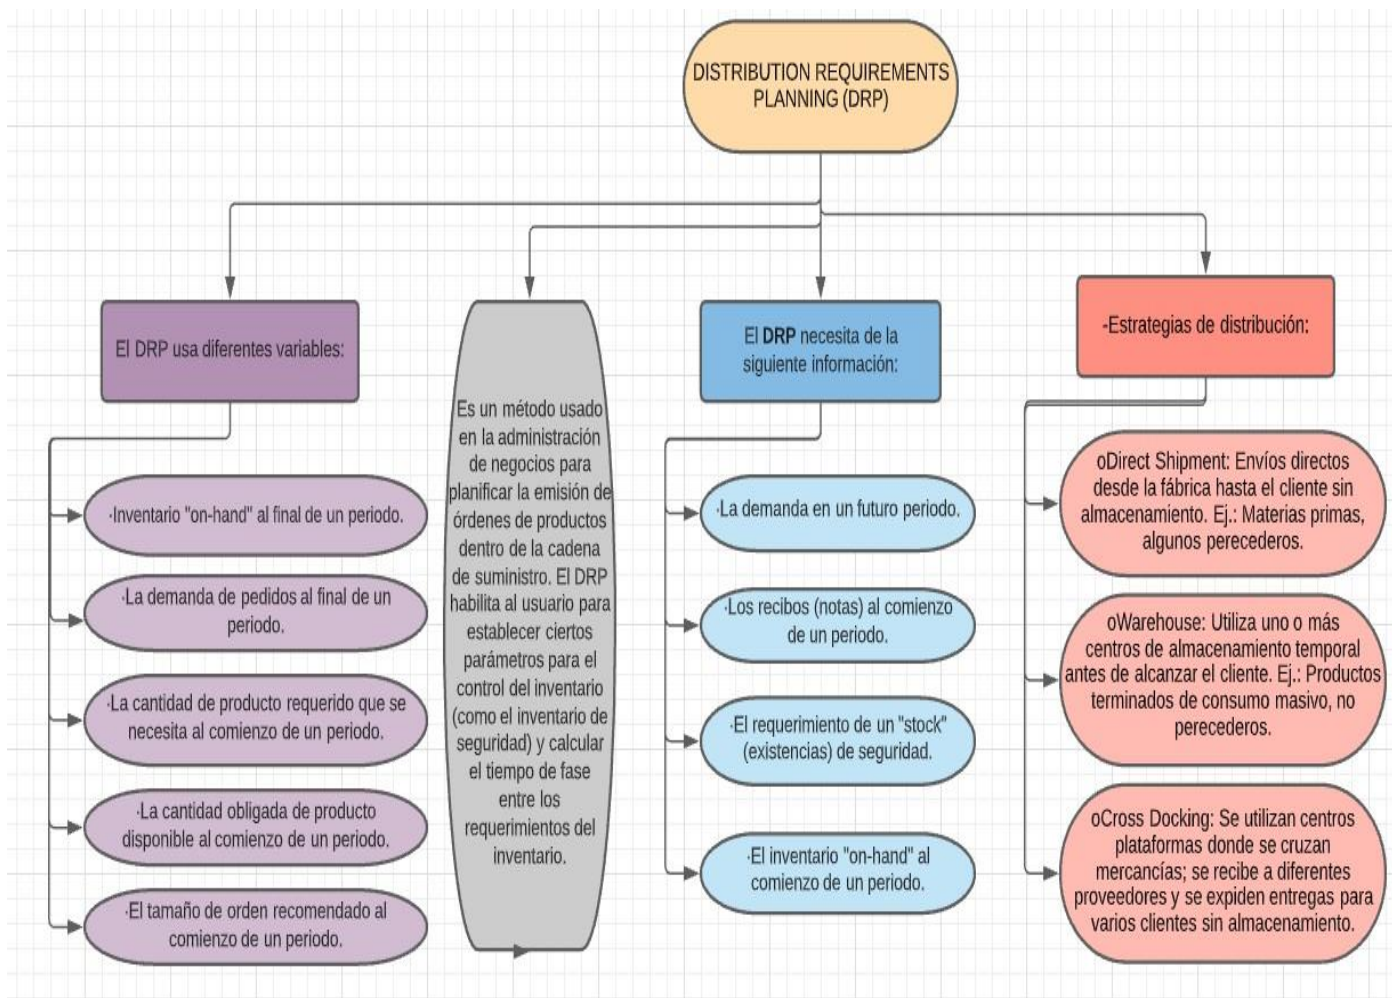 DISTRIBUTION REQUIREMENTS
PLANNING (DRP)
El DRP usa diferentes variables:
·Inventario "on-hand" al final de un periodo.
·La demanda de pedidos al final de un
periodo.
·La cantidad de producto requerido que se
necesita al comienzo de un periodo.
·La cantidad obligada de producto
disponible al comienzo de un periodo.
·El tamaño de orden recomendado al
comienzo de un periodo.
Es un método usado
en la administración
de negocios para
planificar la emisión de
órdenes de productos
dentro de la cadena
de suministro. El DRP
habilita al usuario para
establecer ciertos
parámetros para el
control del inventario
(como el inventario de
seguridad) y calcular
el tiempo de fase
entre los
requerimientos del
inventario.
El DRP necesita de la
siguiente información:
·La demanda en un futuro periodo.
·Los recibos (notas) al comienzo
de un periodo.
·El requerimiento de un "stock"
(existencias) de seguridad.
·El inventario "on-hand" al
comienzo de un periodo.
-Estrategias de distribución:
oDirect Shipment: Envíos directos
desde la fábrica hasta el cliente sin
almacenamiento. Ej.: Materias primas,
algunos perecederos.
oWarehouse: Utiliza uno o más
centros de almacenamiento temporal
antes de alcanzar el cliente. Ej.: Productos
terminados de consumo masivo, no
perecederos.
oCross Docking: Se utilizan centros
plataformas donde se cruzan
mercancías; se recibe a diferentes
proveedores y se expiden entregas para
varios clientes sin almacenamiento.